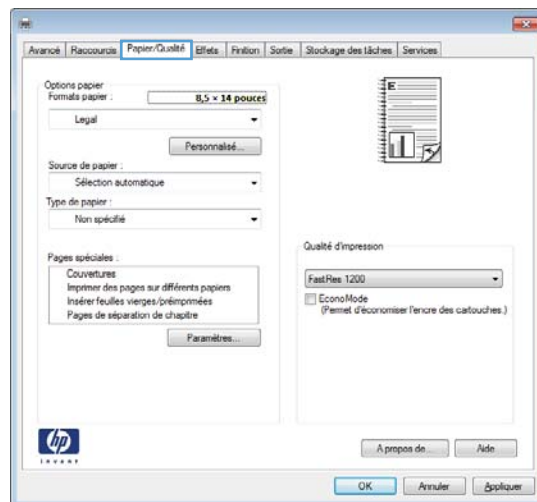 Avancé Raccourcis Papier/Qualité Effets Finition Sortie Stockage des tâches Services
Options papier
Formats papier : 8,5 × 14 pouces
Legal
Personnalisé...
Source de papier :
Sélection automatique
Type de papier :
Non spécifié
Pages spéciales :
Couvertures
Imprimer des pages sur différents papiers
Insérer feuilles vierges/préimprimées
Pages de séparation de chapitre
Paramètres...
E
Qualité d'impression
FastRes 1200
EconoMode
(Permet d'économiser l'encre des cartouches.)
hp
invent
A propos de... Aide
OK Annuler Appliquer